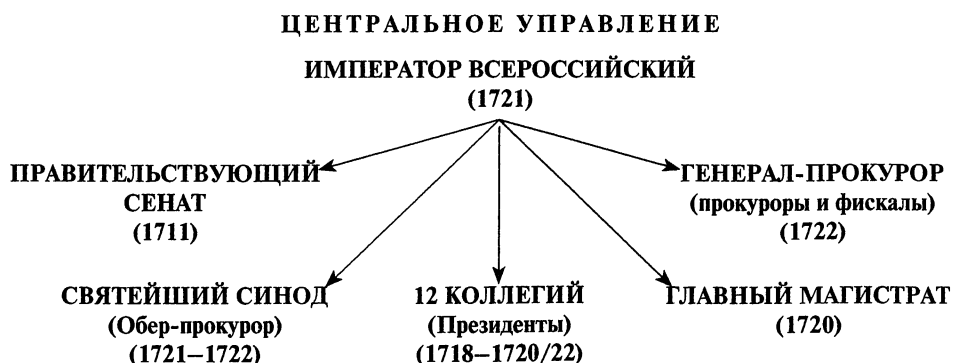 ЦЕНТРАЛЬНОЕ УПРАВЛЕНИЕ
ИМПЕРАТОР ВСЕРОССИЙСКИЙ
(1721)
ПРАВИТЕЛЬСТВУЮЩИЙ
СЕНАТ
(1711)
ГЕНЕРАЛ-ПРОКУРОР
(прокуроры и фискалы)
(1722)
СВЯТЕЙШИЙ СИНОД
(Обер-прокурор)
(1721–1722)
12 КОЛЛЕГИЙ
(Президенты)
(1718–1720/22)
ГЛАВНЫЙ МАГИСТРАТ
(1720)